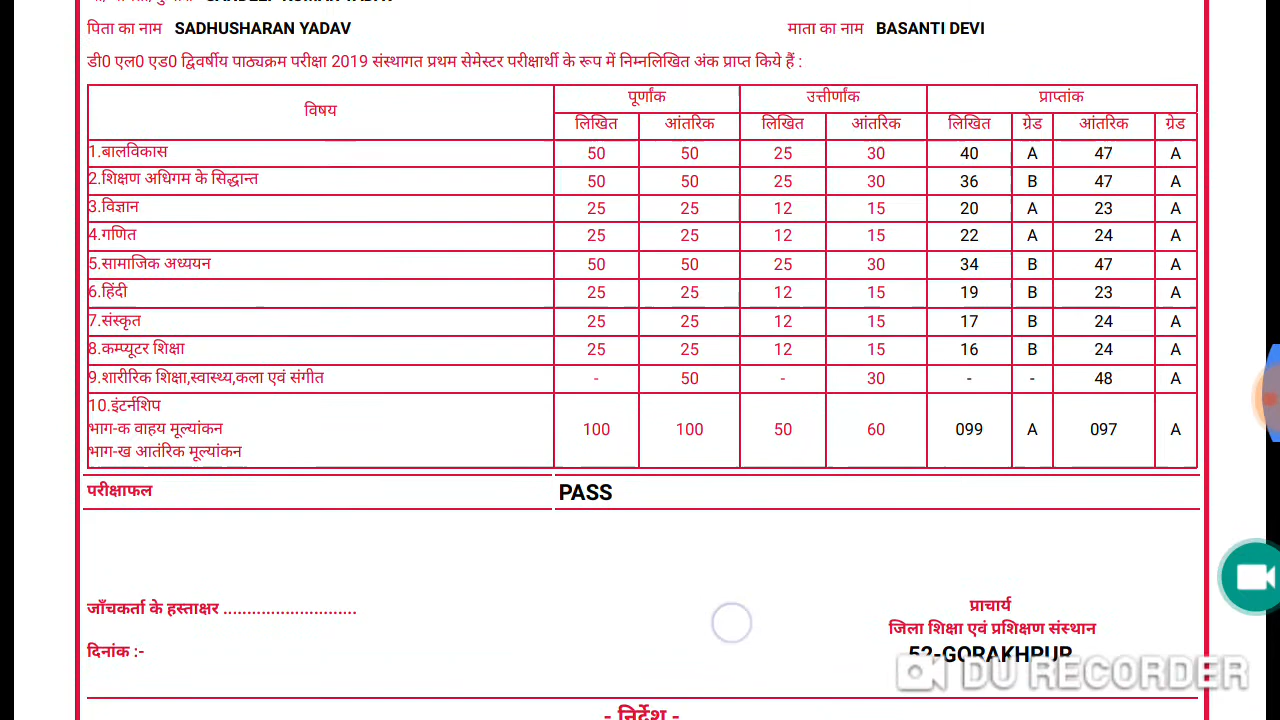 पिता का नाम SADHUSHARAN YADAV माता का नाम BASANTI DEVI
डी0 एल0 एड0 द्विवर्षीय पाठ्यक्रम परीक्षा 2019 संस्थागत प्रथम सेमेस्टर परीक्षार्थी के रूप में निम्नलिखित अंक प्राप्त किये हैं :
विषय पूर्णांक उत्तीर्णांक प्राप्तांक
लिखित आंतरिक लिखित आंतरिक लिखित ग्रेड आंतरिक ग्रेड
1.बालविकास 50 50 25 30 40 A 47 A
2.शिक्षण अधिगम के सिद्धान्त 50 50 25 30 36 B 47 A
3.विज्ञान 25 25 12 15 20 A 23 A
4.गणित 25 25 12 15 22 A 24 A
5.सामाजिक अध्ययन 50 50 25 30 34 B 47 A
6.हिंदी 25 25 12 15 19 B 23 A
7.संस्कृत 25 25 12 15 17 B 24 A
8.कम्प्यूटर शिक्षा 25 25 12 15 16 B 24 A
9.शारीरिक शिक्षा,स्वास्थ्य,कला एवं संगीत - 50 - 30 - - 48 A
10.इंटर्नशिप
भाग-क वाहय मूल्यांकन 100 100 50 60 099 A 097 A
भाग-ख आतंरिक मूल्यांकन
परीक्षाफल PASS
जाँचकर्ता के हस्ताक्षर ............................
प्राचार्य
जिला शिक्षा एवं प्रशिक्षण संस्थान
दिनांक :-
52-GORAKHPUR
DU RECORDER
- निर्देश -